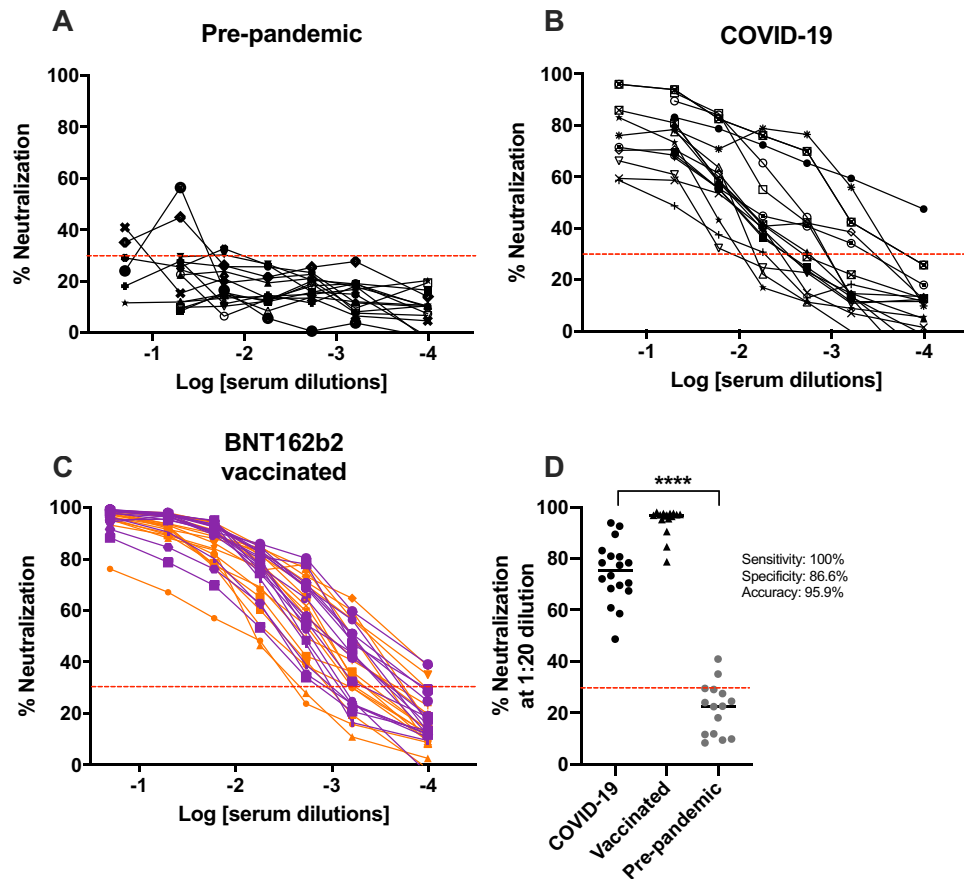 A
Pre-pandemic
100
80
60
40
20
0
% Neutralization
-1 -2 -3 -4
Log [serum dilutions]
B
COVID-19
100
80
60
40
20
0
% Neutralization
-1 -2 -3 -4
Log [serum dilutions]
C
BNT162b2
vaccinated
100
80
60
40
20
0
% Neutralization
-1 -2 -3 -4
Log [serum dilutions]
D
****
100
80
60
40
20
0
% Neutralization
at 1:20 dilution
Sensitivity: 100%
Specificity: 86.6%
Accuracy: 95.9%
COVID-19
Vaccinated
Pre-pandemic